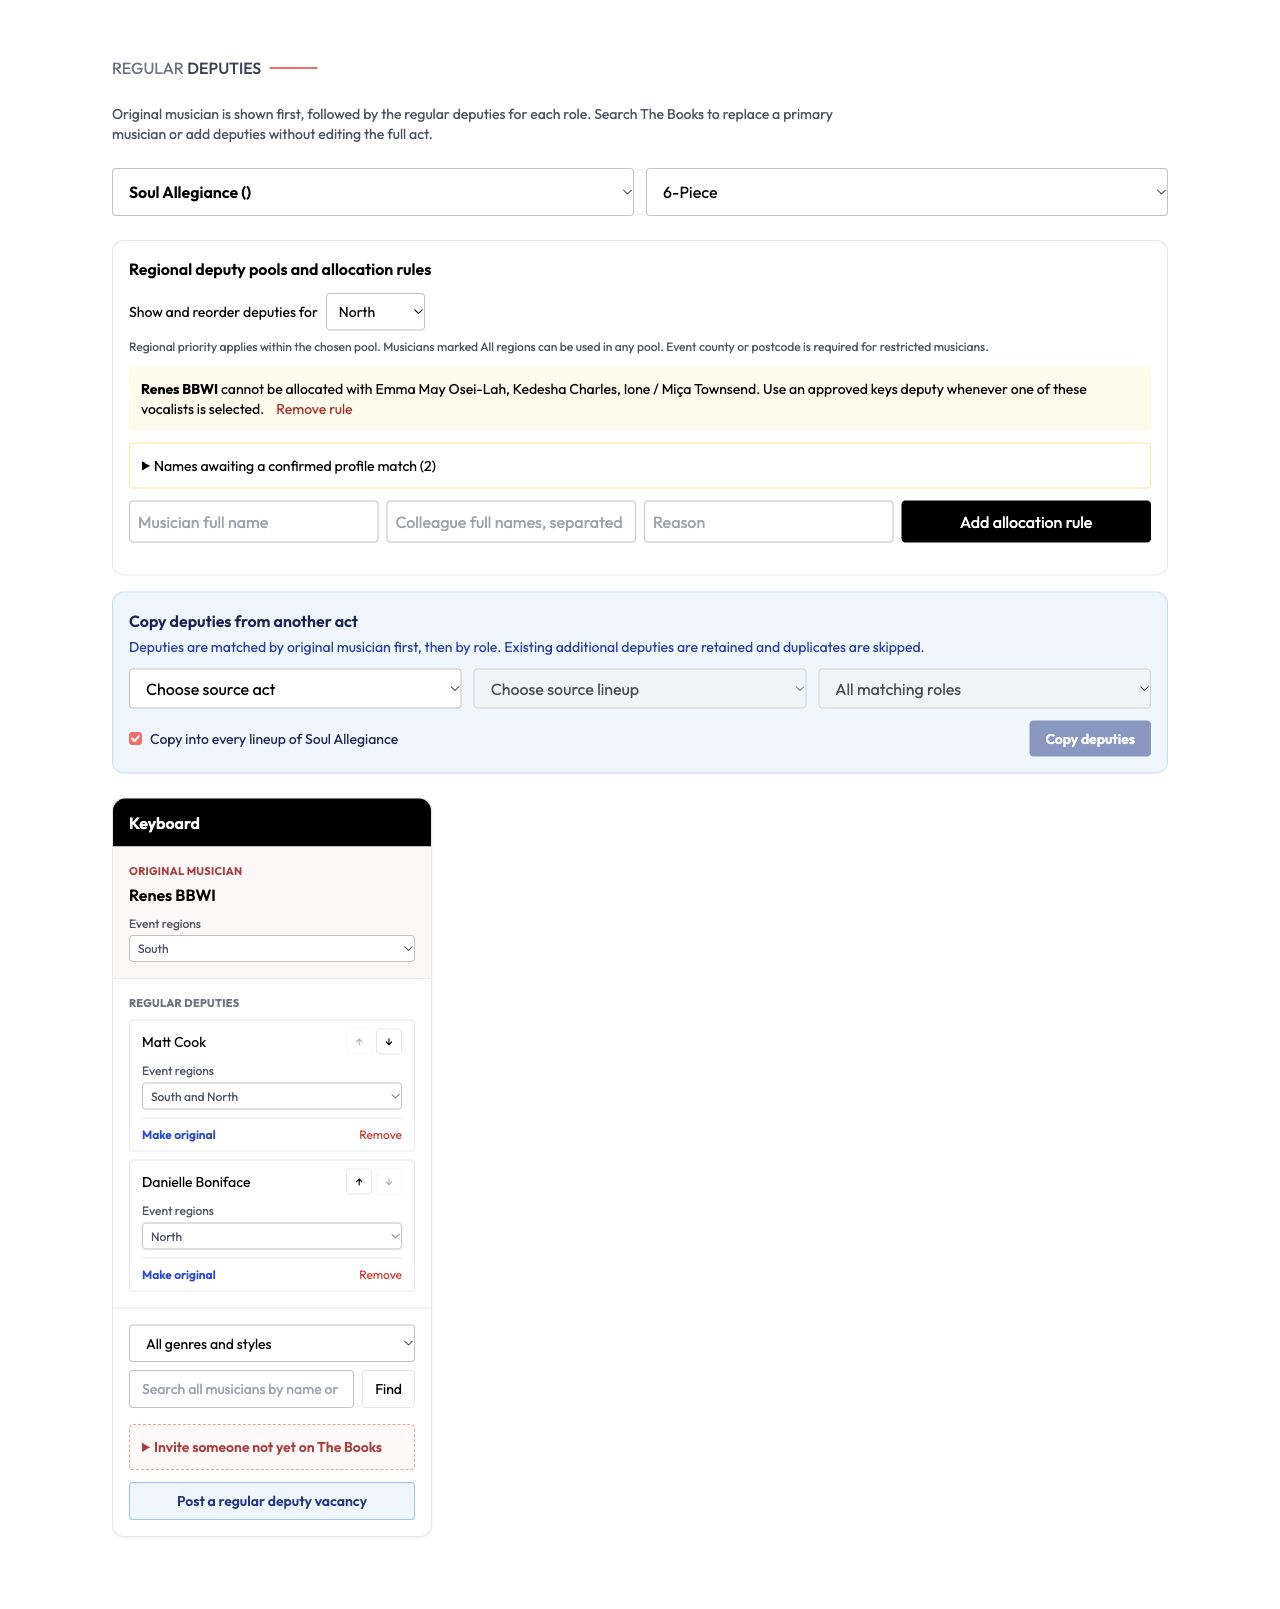 REGULAR DEPUTIES
Original musician is shown first, followed by the regular deputies for each role. Search The Books to replace a primary
musician or add deputies without editing the full act.
Soul Allegiance ()
6-Piece
Regional deputy pools and allocation rules
Show and reorder deputies for
North
Regional priority applies within the chosen pool. Musicians marked All regions can be used in any pool. Event county or postcode is required for restricted musicians.
Renes BBWI cannot be allocated with Emma May Osei-Lah, Kedesha Charles, Ione / Miça Townsend. Use an approved keys deputy whenever one of these
vocalists is selected. Remove rule
Names awaiting a confirmed profile match (2)
Musician full name
Colleague full names, separated
Reason
Add allocation rule
Copy deputies from another act
Deputies are matched by original musician first, then by role. Existing additional deputies are retained and duplicates are skipped.
Choose source act
Choose source lineup
All matching roles
Copy into every lineup of Soul Allegiance
Copy deputies
Keyboard
ORIGINAL MUSICIAN
Renes BBWI
Event regions
South
REGULAR DEPUTIES
Matt Cook
↑ ↓
Event regions
South and North
Make original
Remove
Danielle Boniface
↑ ↓
Event regions
North
Make original
Remove
All genres and styles
Search all musicians by name or
Find
Invite someone not yet on The Books
Post a regular deputy vacancy